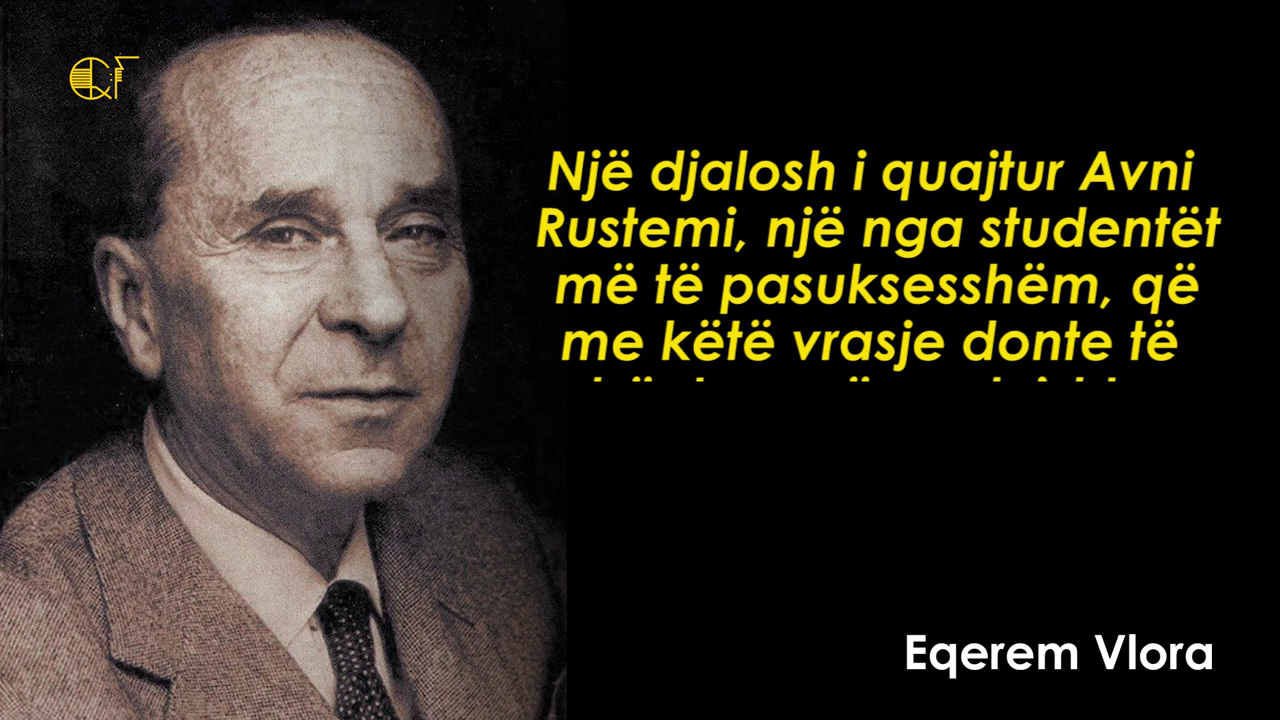 Një djalosh i quajtur Avni
Rustemi, një nga studentët
më të pasuksesshëm, që
me këtë vrasje donte të
Eqerem Vlora